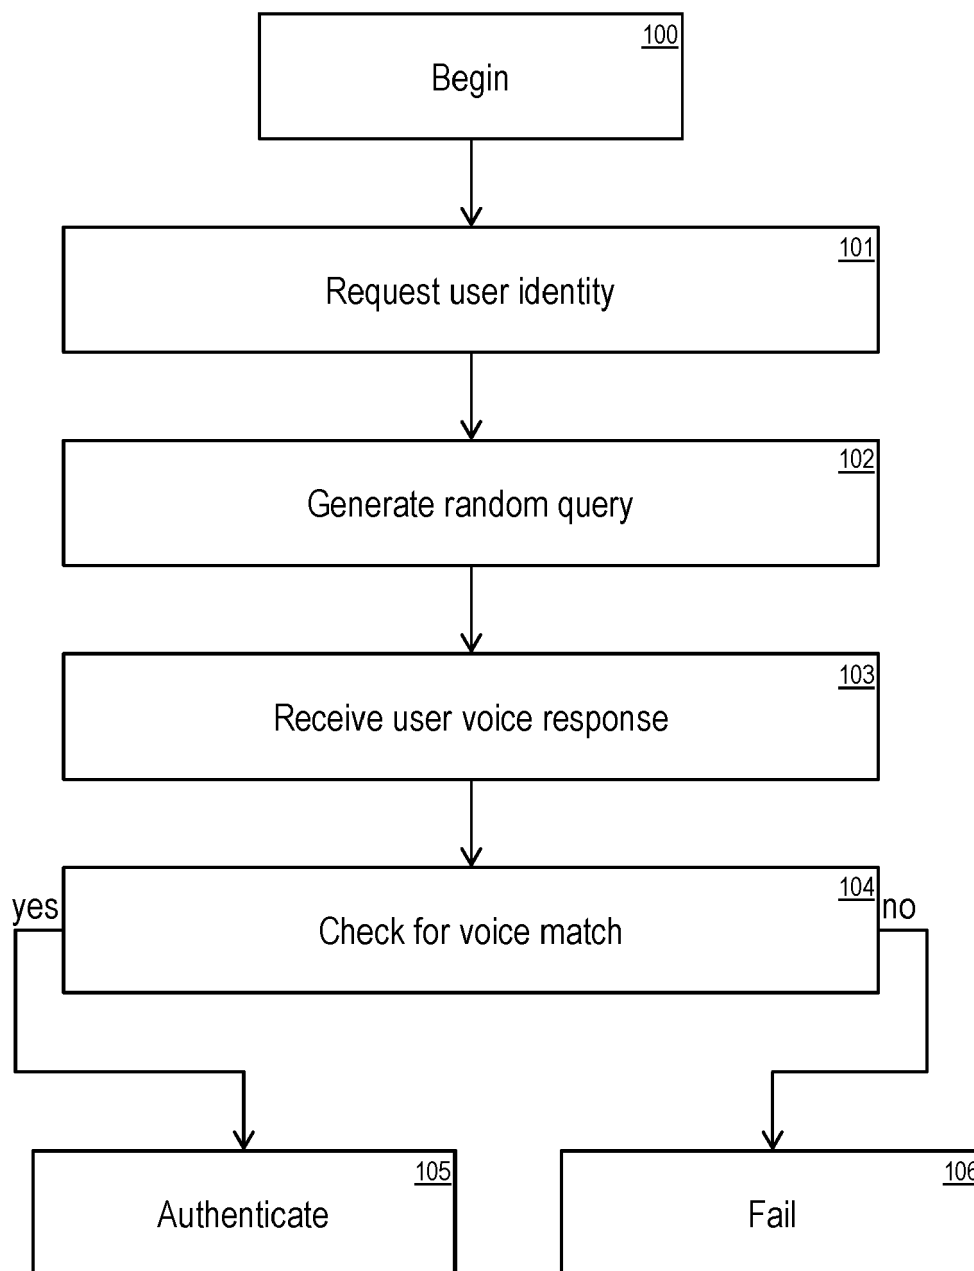 100
Begin
101
Request user identity
102
Generate random query
103
Receive user voice response
104
yes
no
Check for voice match
105
Authenticate
106
Fail